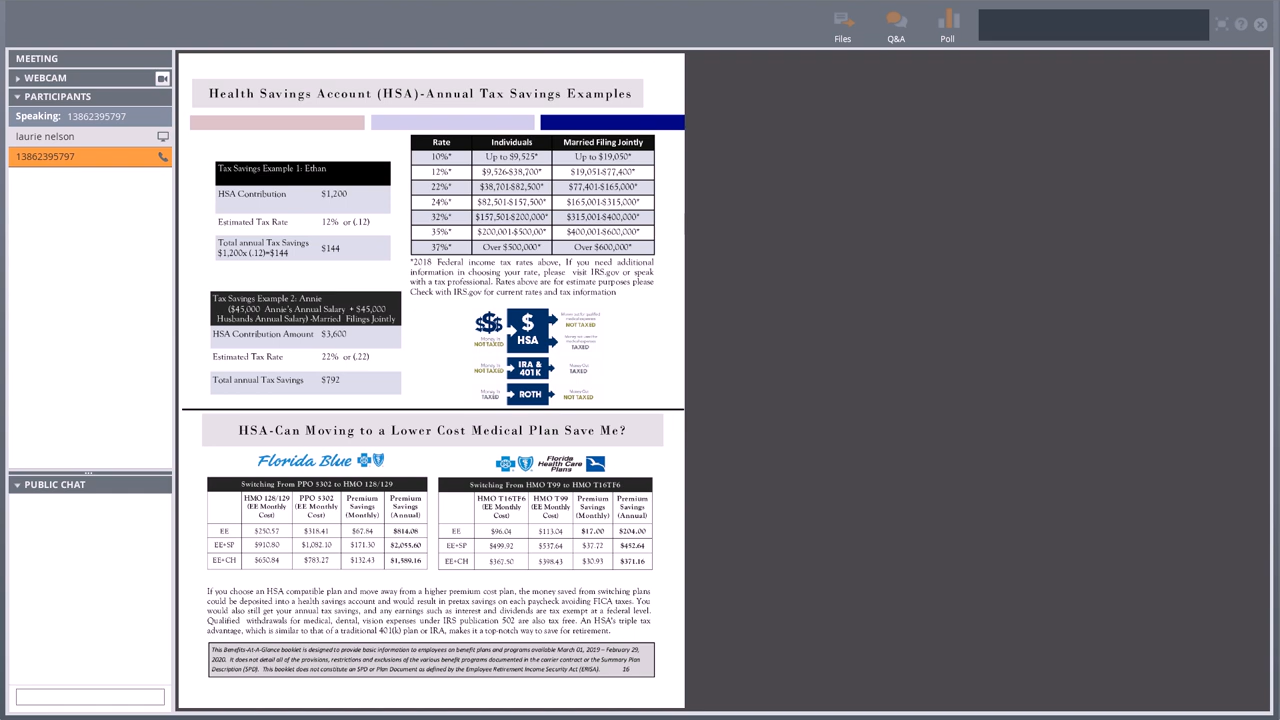 Files
Q&A
Poll
MEETING
WEBCAM
PARTICIPANTS
Speaking: 13862395797
laurie nelson
13862395797
PUBLIC CHAT
Health Savings Account (HSA)-Annual Tax Savings Examples
Tax Savings Example 1: Ethan
HSA Contribution $1,200
Estimated Tax Rate 12% or (.12)
Total annual Tax Savings $144
$1,200x (.12)=$144
Rate Individuals Married Filing Jointly
10%* Up to $9,525* Up to $19,050*
12%* $9,526-$38,700* $19,051-$77,400*
22%* $38,701-$82,500* $77,401-$165,000*
24%* $82,501-$157,500* $165,001-$315,000*
32%* $157,501-$200,000* $315,001-$400,000*
35%* $200,001-$500,00* $400,001-$600,000*
37%* Over $500,000* Over $600,000*
*2018 Federal income tax rates above, If you need additional
information in choosing your rate, please visit IRS.gov or speak
with a tax professional. Rates above are for estimate purposes please
Check with IRS.gov for current rates and tax information
Tax Savings Example 2: Annie
($45,000 Annie's Annual Salary + $45,000
Husbands Annual Salary) -Married Filings Jointly
HSA Contribution Amount $3,600
Estimated Tax Rate 22% or (.22)
Total annual Tax Savings $792
$$$
Money In
NOT TAXED
$
HSA
NOT TAXED
TAXED
Money In
NOT TAXED
IRA &
401K
Money Out
TAXED
Money In
TAXED
ROTH
Money Out
NOT TAXED
HSA-Can Moving to a Lower Cost Medical Plan Save Me?
Florida Blue
Florida
Health Care
Plans
Switching From PPO 5302 to HMO 128/129
HMO 128/129 (EE Monthly Cost) PPO 5302 (EE Monthly Cost) Premium Savings (Monthly) Premium Savings (Annual)
EE $250.57 $318.41 $67.84 $814.08
EE+SP $910.80 $1,082.10 $171.30 $2,055.60
EE+CH $650.84 $783.27 $132.43 $1,589.16
Switching From HMO T99 to HMO T16TF6
HMO T16TF6 (EE Monthly Cost) HMO T99 (EE Monthly Cost) Premium Savings (Monthly) Premium Savings (Annual)
EE $96.04 $113.04 $17.00 $204.00
EE+SP $499.92 $537.64 $37.72 $452.64
EE+CH $367.50 $398.43 $30.93 $371.16
If you choose an HSA compatible plan and move away from a higher premium cost plan, the money saved from switching plans
could be deposited into a health savings account and would result in pretax savings on each paycheck avoiding FICA taxes. You
would also still get your annual tax savings, and any earnings such as interest and dividends are tax exempt at a federal level.
Qualified withdrawals for medical, dental, vision expenses under IRS publication 502 are also tax free. An HSA's triple tax
advantage, which is similar to that of a traditional 401(k) plan or IRA, makes it a top-notch way to save for retirement.
This Benefits-At-A-Glance booklet is designed to provide basic information to employees on benefit plans and programs available March 01, 2019 – February 29,
2020. It does not detail all of the provisions, restrictions and exclusions of the various benefit programs documented in the carrier contract or the Summary Plan
Description (SPD). This booklet does not constitute an SPD or Plan Document as defined by the Employee Retirement Income Security Act (ERISA). 16